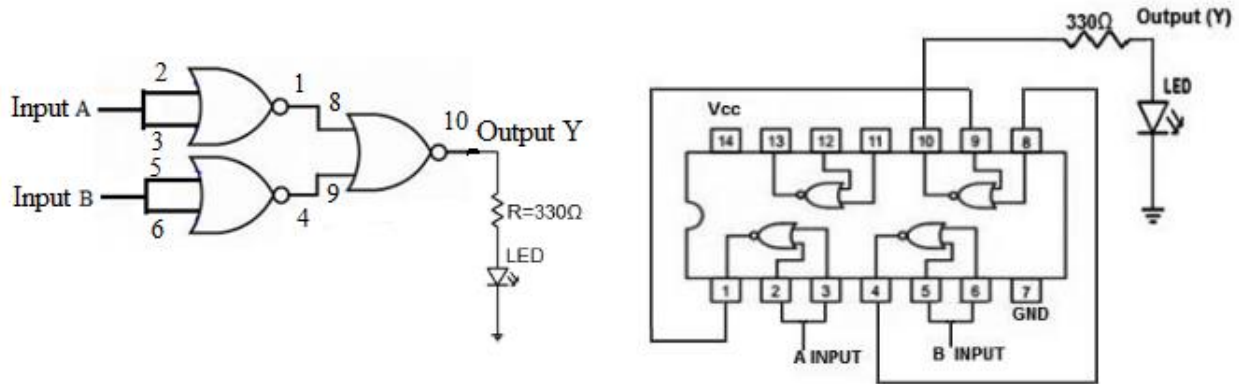 2
1
Input A
8
3
10 Output Y
5
Input B
9
4
6
R=330Ω
LED
330Ω
Output (Y)
LED
Vcc
14 13 12 11 10 9 8
1 2 3 4 5 6 7
GND
A INPUT
B INPUT